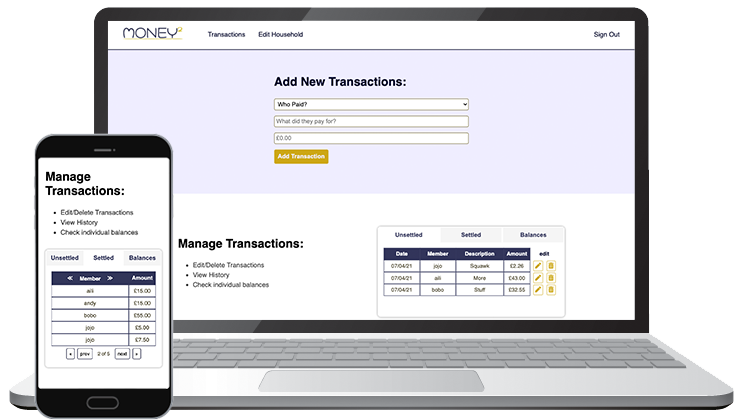 MONEY²
Transactions
Edit Household
Sign Out
Add New Transactions:
Who Paid?
What did they pay for?
£0.00
Add Transaction
Manage Transactions:
• Edit/Delete Transactions
• View History
• Check individual balances
Unsettled Settled Balances
Date Member Description Amount edit
07/04/21 jojo Squawk £2.26
07/04/21 aili More £43.00
07/04/21 bobo Stuff £32.55
Manage
Transactions:
• Edit/Delete Transactions
• View History
• Check individual balances
Unsettled Settled Balances
≪ Member ≫ Amount
aili £15.00
andy £15.00
bobo £55.00
jojo £5.00
jojo £7.50
« prev 2 of 5 next »